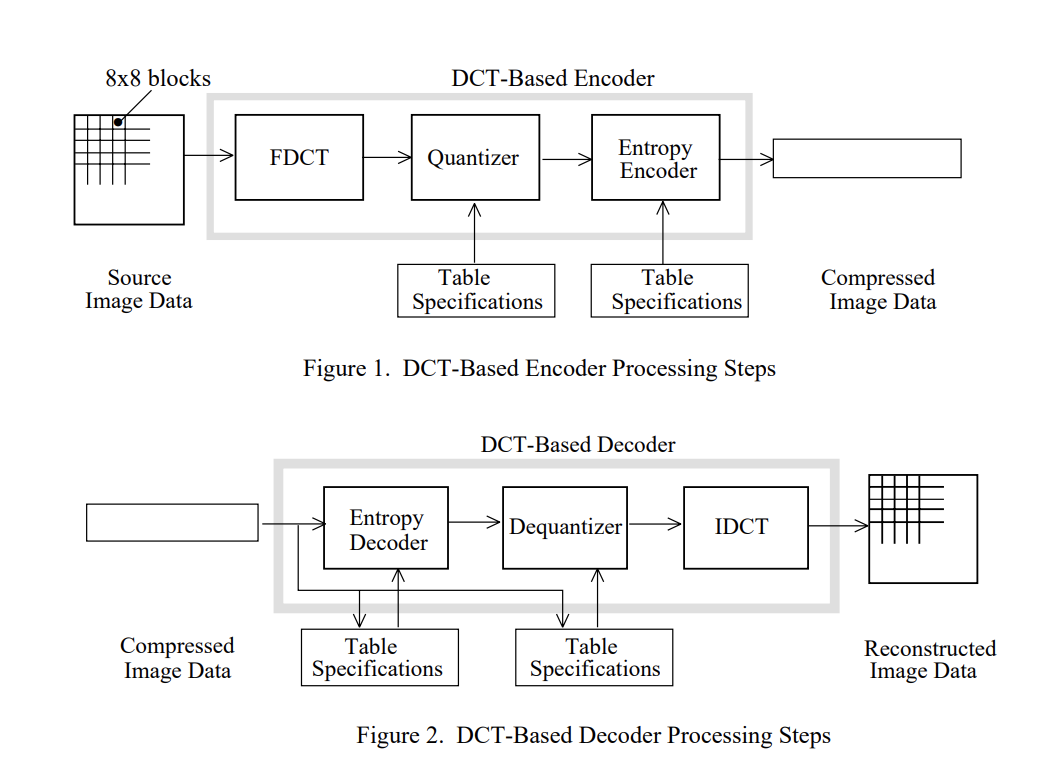 8x8 blocks
DCT-Based Encoder
FDCT
Quantizer
Entropy
Encoder
Table
Specifications
Table
Specifications
Source
Image Data
Compressed
Image Data
Figure 1.  DCT-Based Encoder Processing Steps
DCT-Based Decoder
Entropy
Decoder
Dequantizer
IDCT
Table
Specifications
Table
Specifications
Compressed
Image Data
Reconstructed
Image Data
Figure 2.  DCT-Based Decoder Processing Steps